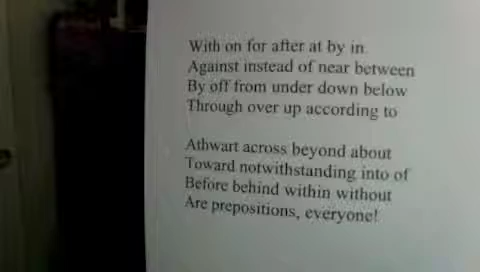 With on for after at by in.
Against instead of near between
By off from under down below
Through over up according to
Athwart across beyond about
Toward notwithstanding into of
Before behind within without
Are prepositions, everyone!